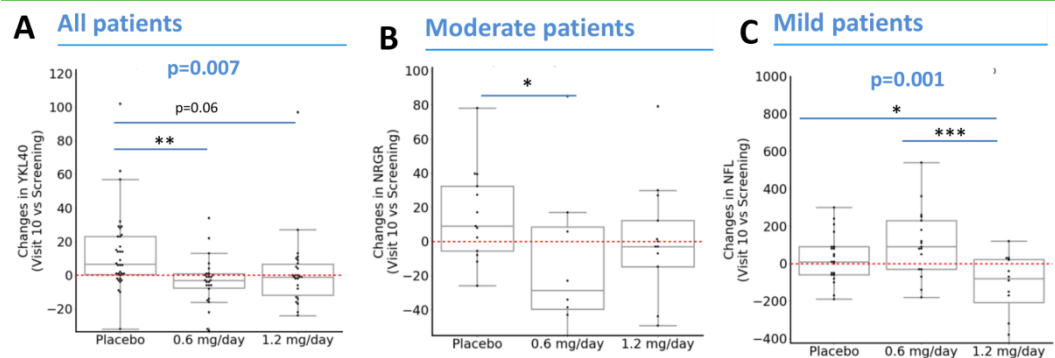 A All patients
p=0.007
p=0.06
**
Changes in YKL40
(Visit 10 vs Screening)
120
100
80
60
40
20
0
−20
Placebo 0.6 mg/day 1.2 mg/day
B Moderate patients
*
Changes in NRGR
(Visit 10 vs Screening)
100
80
60
40
20
0
−20
−40
Placebo 0.6 mg/day 1.2 mg/day
C Mild patients
p=0.001
*
***
Changes in NFL
(Visit 10 vs Screening)
1000
800
600
400
200
0
−200
−400
Placebo 0.6 mg/day 1.2 mg/day